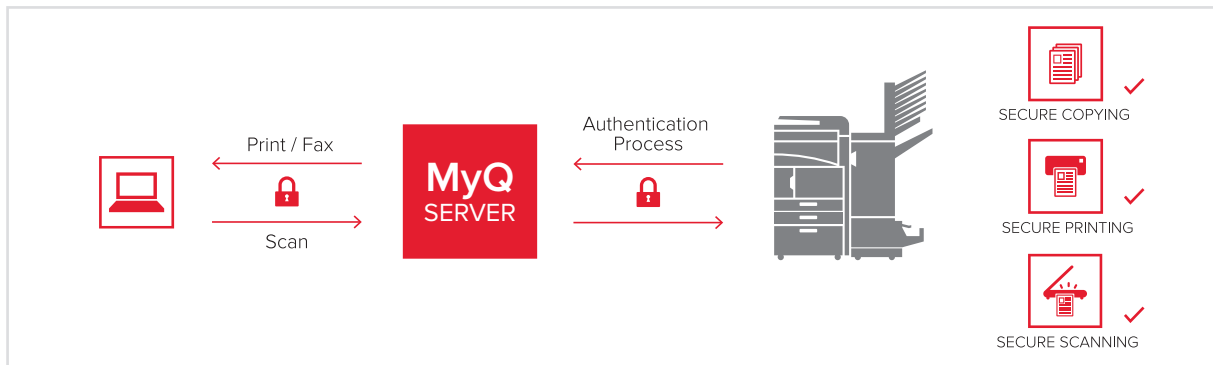 Print / Fax
Scan
MyQ
SERVER
Authentication
Process
SECURE COPYING
SECURE PRINTING
SECURE SCANNING